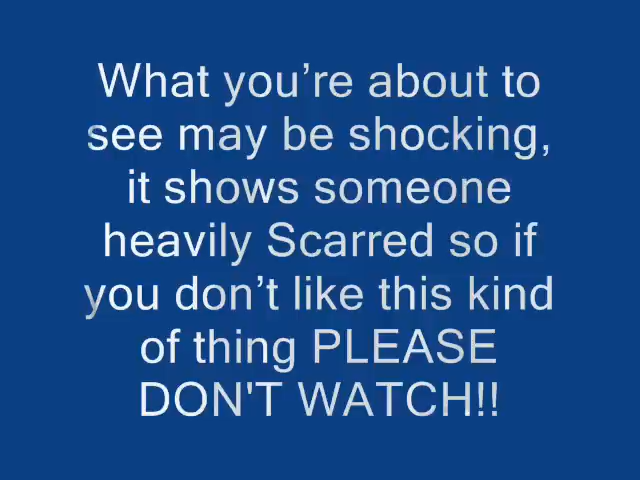 What you’re about to
see may be shocking,
it shows someone
heavily Scarred so if
you don’t like this kind
of thing PLEASE
DON'T WATCH!!